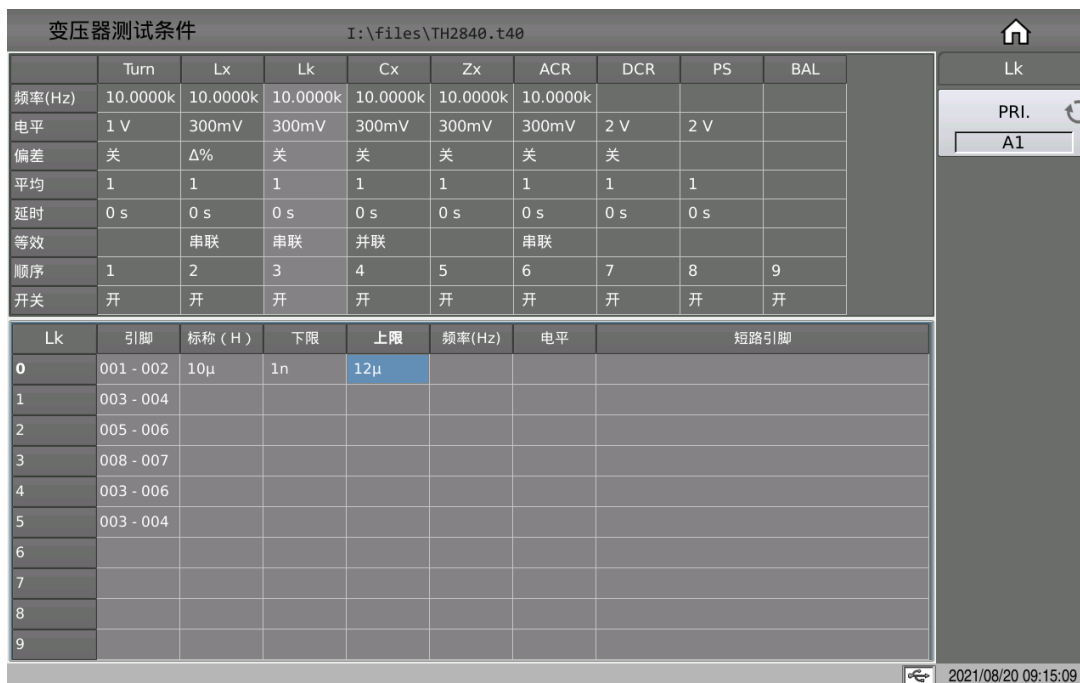 变压器测试条件 I:\files\TH2840.t40
Turn Lx Lk Cx Zx ACR DCR PS BAL
频率(Hz) 10.0000k 10.0000k 10.0000k 10.0000k 10.0000k 10.0000k
电平 1 V 300mV 300mV 300mV 300mV 300mV 2 V 2 V
偏差 关 Δ% 关 关 关 关 关
平均 1 1 1 1 1 1 1 1
延时 0 s 0 s 0 s 0 s 0 s 0 s 0 s 0 s
等效 串联 串联 并联 串联
顺序 1 2 3 4 5 6 7 8 9
开关 开 开 开 开 开 开 开 开 开
Lk 引脚 标称（H） 下限 上限 频率(Hz) 电平 短路引脚
0 001 - 002 10μ 1n 12μ
1 003 - 004
2 005 - 006
3 008 - 007
4 003 - 006
5 003 - 004
6
7
8
9
Lk
PRI.
A1
2021/08/20 09:15:09